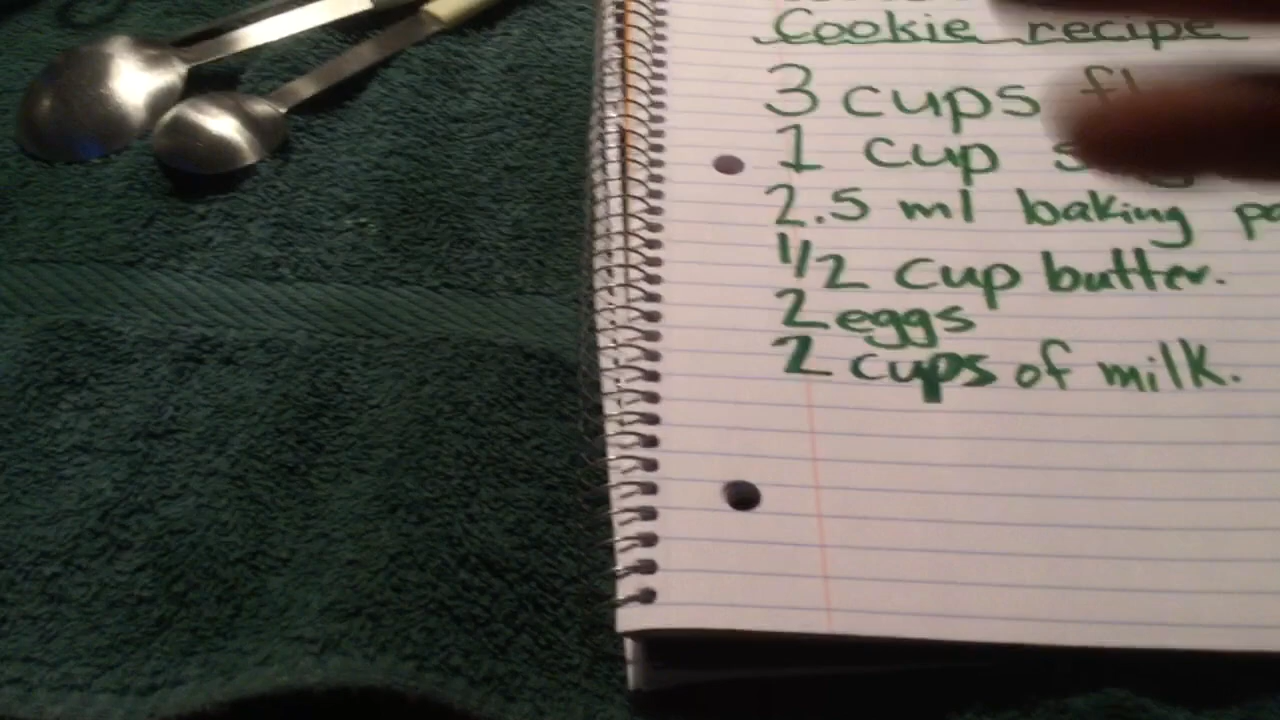 Cookie recipe
3 cups
1 cup
2.5 ml baking
1/2 cup butter.
2 eggs
2 cups of milk.